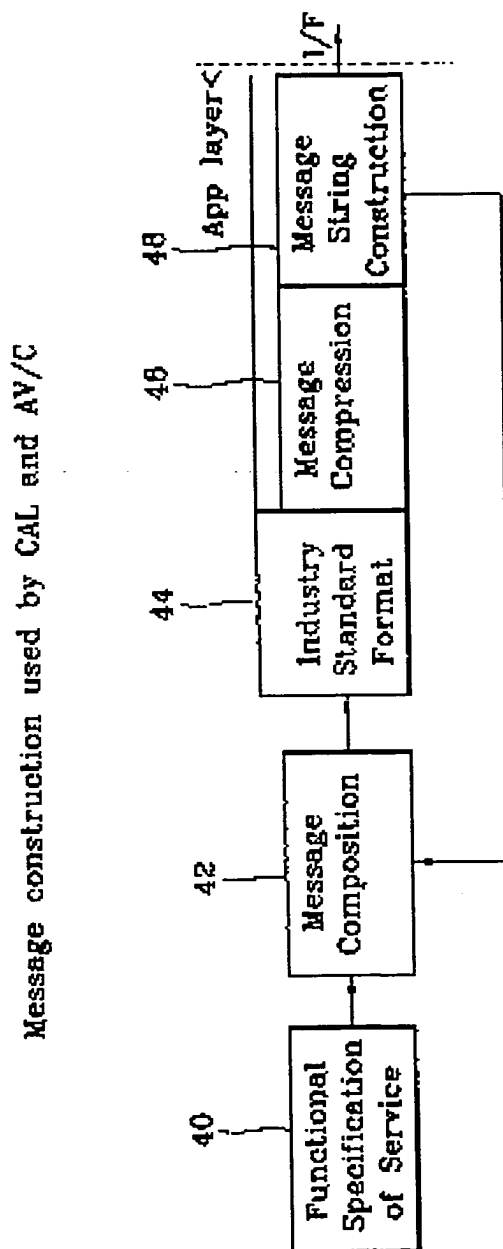 Message construction used by CAL and AV/C
40
Functional
Specification
of Service
42
Message
Composition
44
Industry
Standard
Format
46
Message
Compression
48
Message
String
Construction
App layer<
I/F